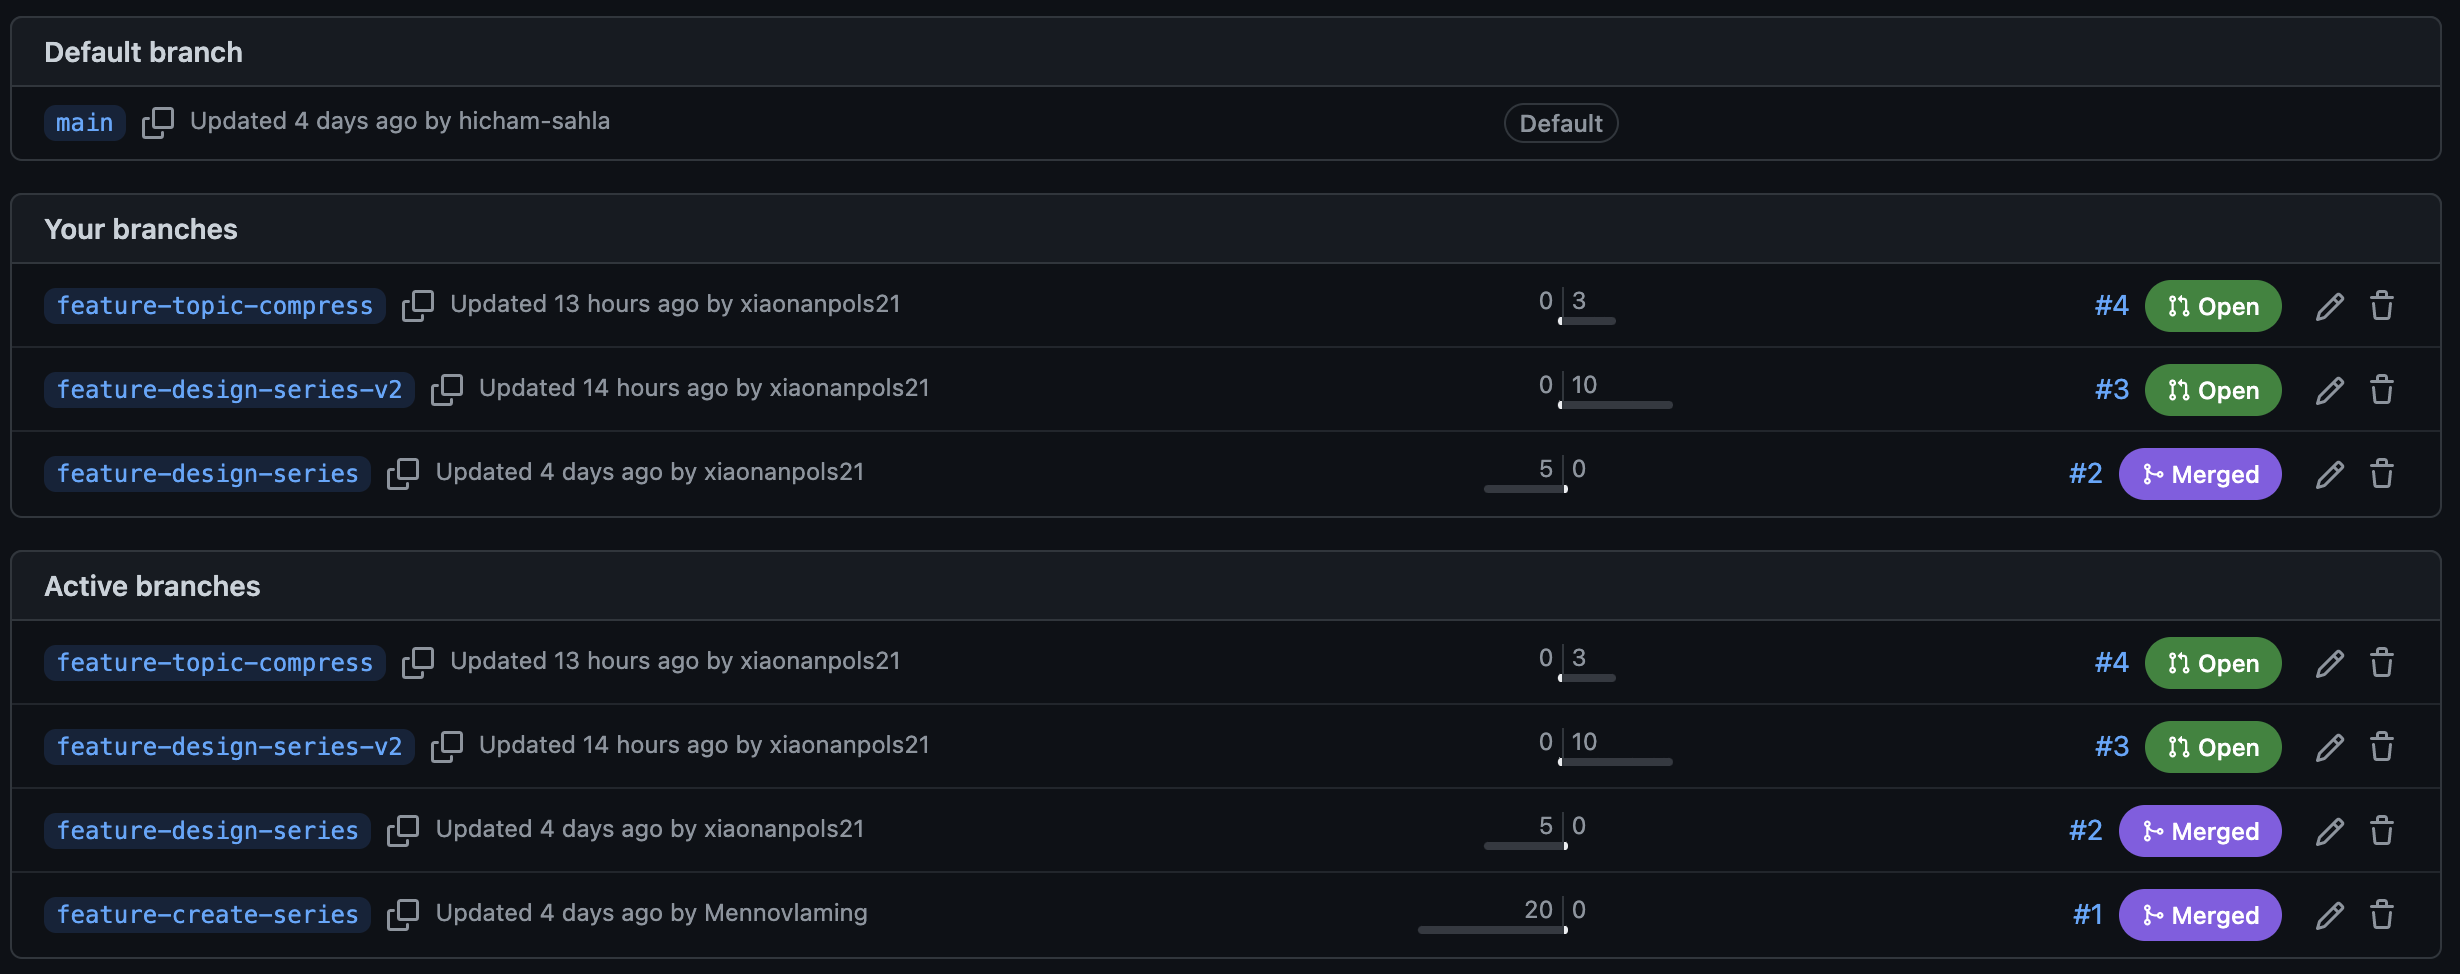 Default branch
main Updated 4 days ago by hicham-sahla Default
Your branches
feature-topic-compress Updated 13 hours ago by xiaonanpols21 0 3 #4 Open
feature-design-series-v2 Updated 14 hours ago by xiaonanpols21 0 10 #3 Open
feature-design-series Updated 4 days ago by xiaonanpols21 5 0 #2 Merged
Active branches
feature-topic-compress Updated 13 hours ago by xiaonanpols21 0 3 #4 Open
feature-design-series-v2 Updated 14 hours ago by xiaonanpols21 0 10 #3 Open
feature-design-series Updated 4 days ago by xiaonanpols21 5 0 #2 Merged
feature-create-series Updated 4 days ago by Mennovlaming 20 0 #1 Merged